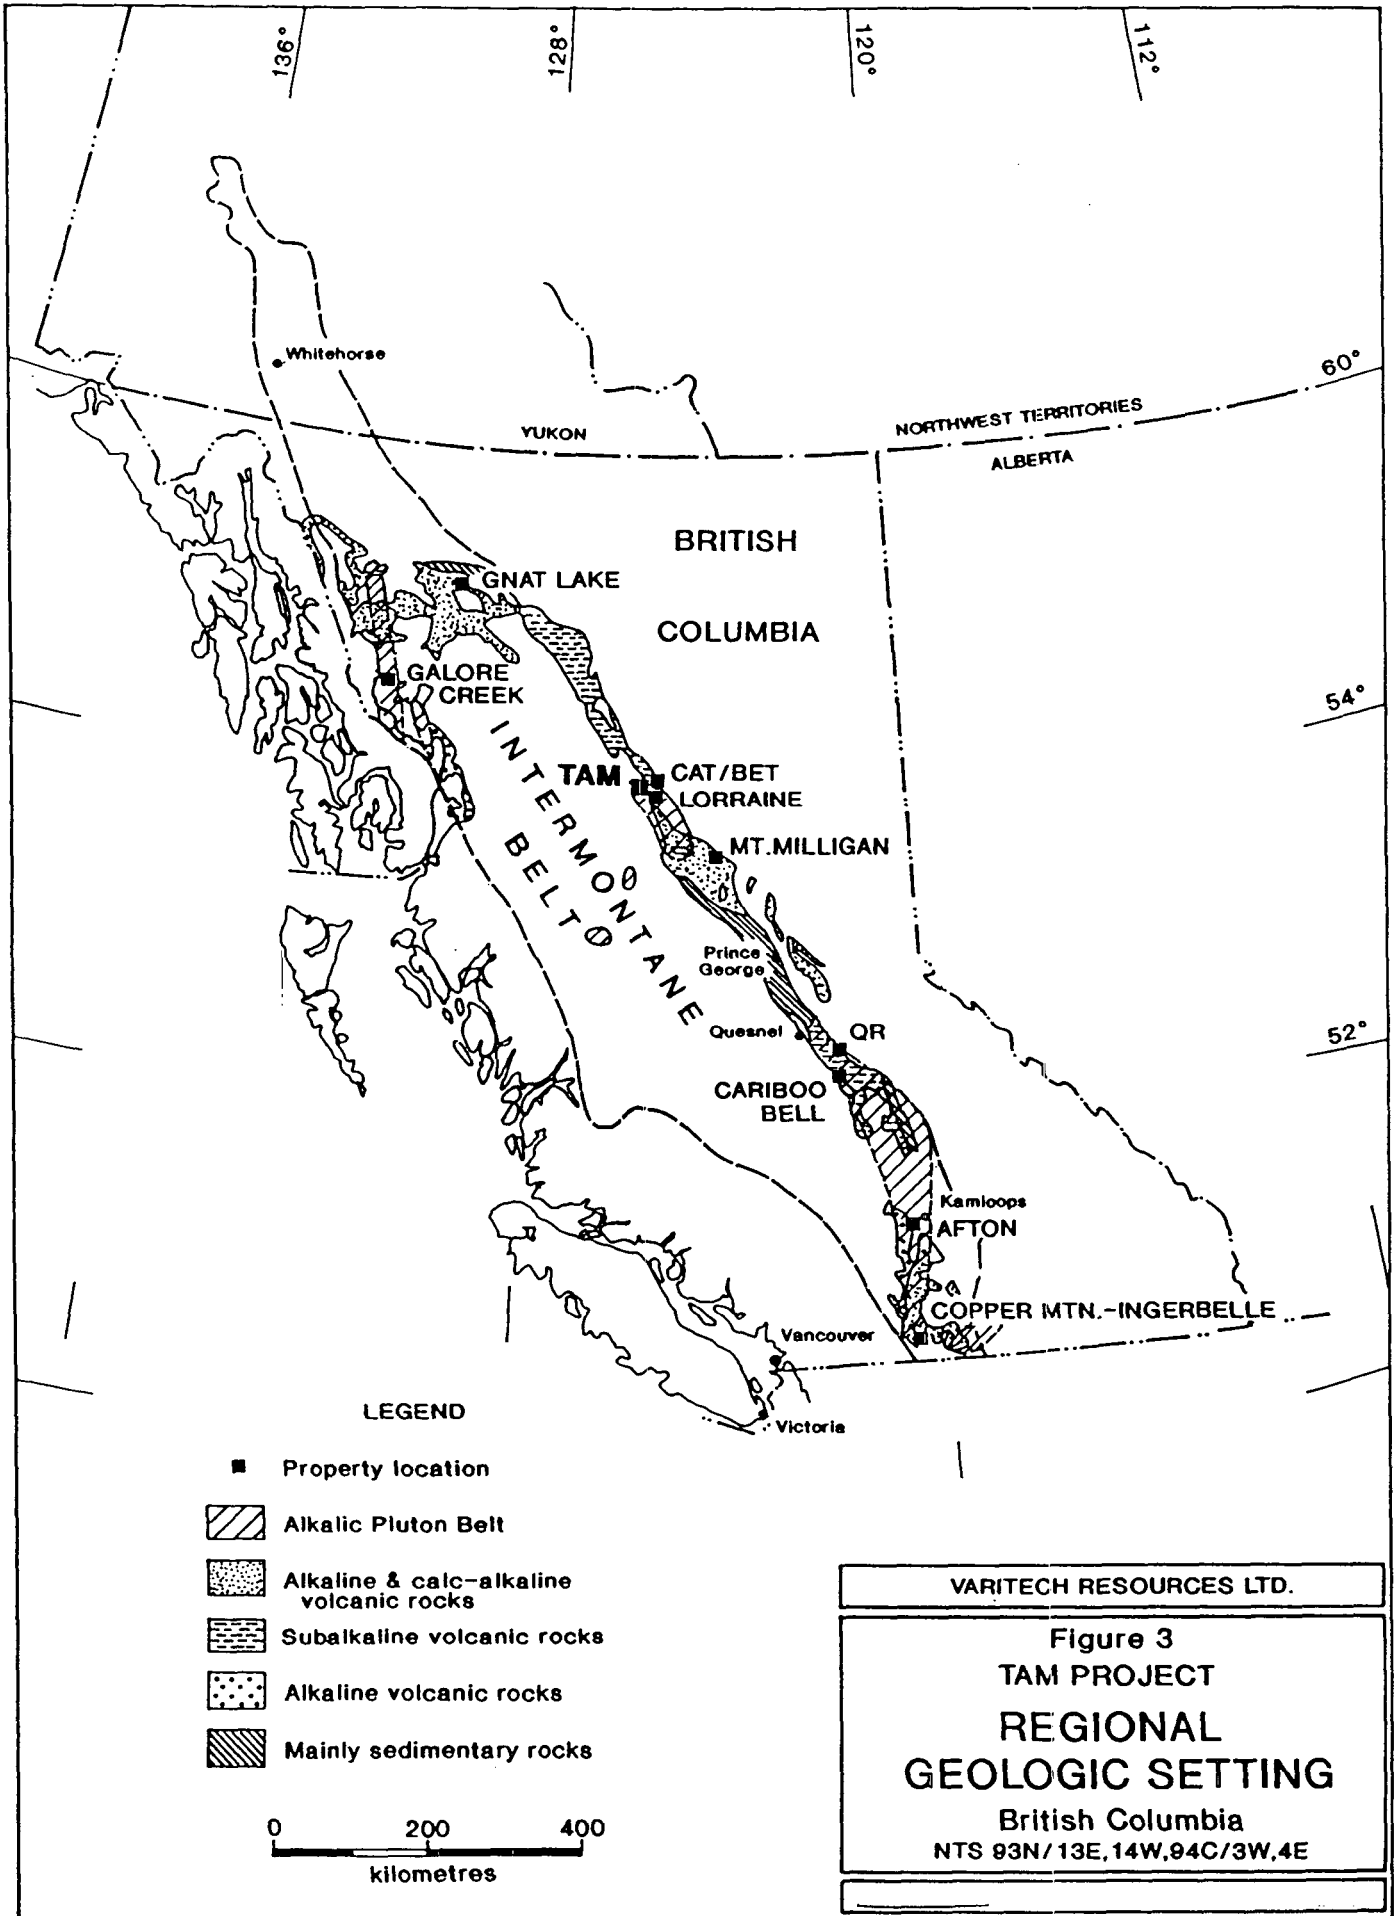 136°
128°
120°
112°
Whitehorse
60°
YUKON
NORTHWEST TERRITORIES
ALBERTA
BRITISH
COLUMBIA
GNAT LAKE
GALORE
CREEK
54°
INTERMONTANE
BELT
TAM
CAT/BET
LORRAINE
MT.MILLIGAN
Prince
George
Quesnel
QR
52°
CARIBOO
BELL
Kamloops
AFTON
COPPER MTN.-INGERBELLE
Vancouver
Victoria
LEGEND
Property location
Alkalic Pluton Belt
Alkaline & calc-alkaline
volcanic rocks
Subalkaline volcanic rocks
Alkaline volcanic rocks
Mainly sedimentary rocks
0 200 400
kilometres
VARITECH RESOURCES LTD.
Figure 3
TAM PROJECT
REGIONAL
GEOLOGIC SETTING
British Columbia
NTS 93N/13E,14W,94C/3W,4E